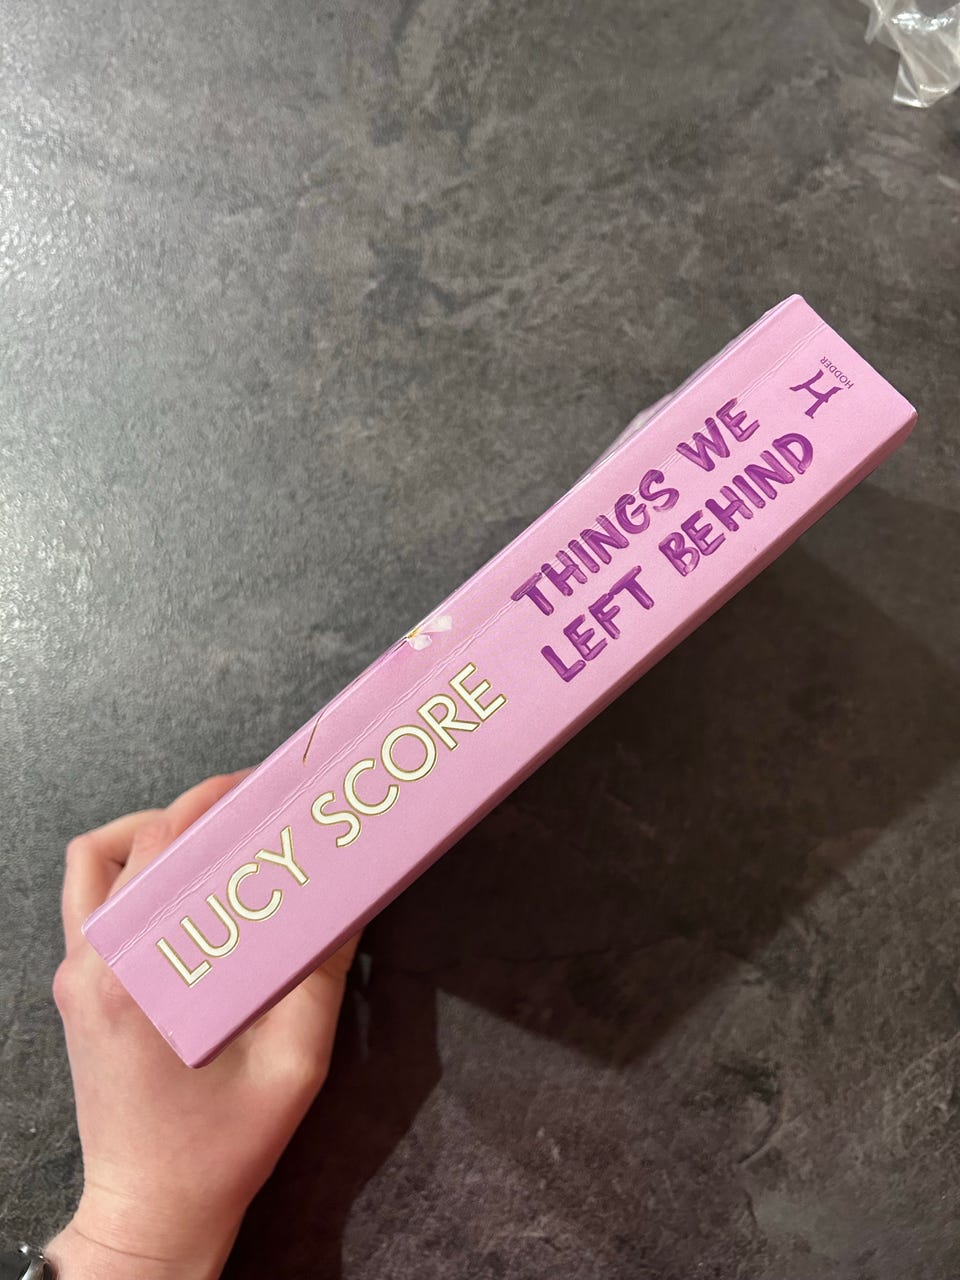 LUCY SCORE
THINGS WE
LEFT BEHIND
HODDER